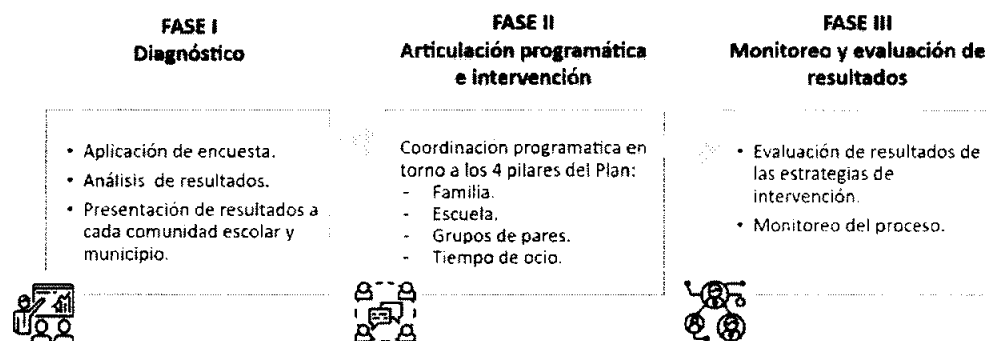 FASE I
Diagnóstico
• Aplicación de encuesta.
• Análisis de resultados.
• Presentación de resultados a
cada comunidad escolar y
municipio.
FASE II
Articulación programática
e intervención
Coordinacion programatica en
torno a los 4 pilares del Plan:
- Familia.
- Escuela.
- Grupos de pares.
- Tiempo de ocio.
FASE III
Monitoreo y evaluación de
resultados
• Evaluación de resultados de
las estrategias de
intervención.
• Monitoreo del proceso.